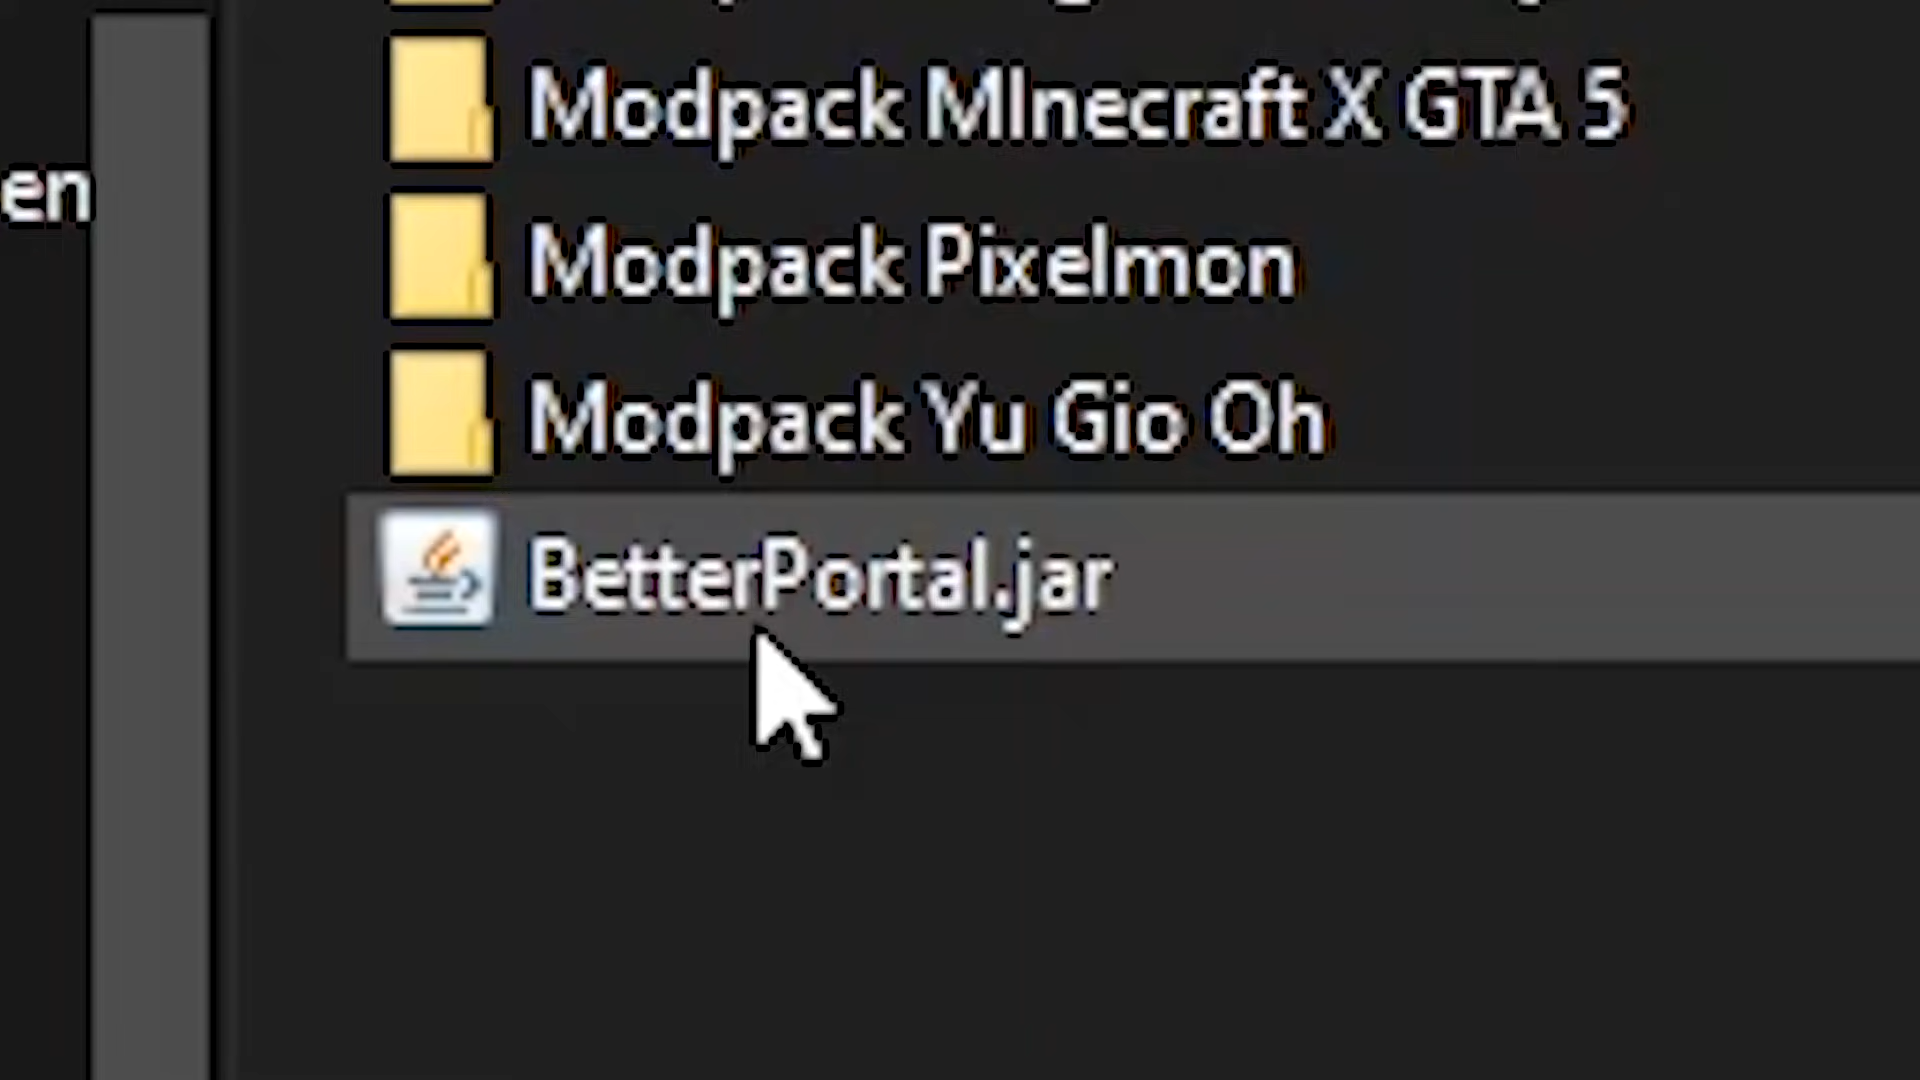 Modpack MInecraft X GTA 5
en
Modpack Pixelmon
Modpack Yu Gio Oh
BetterPortal.jar